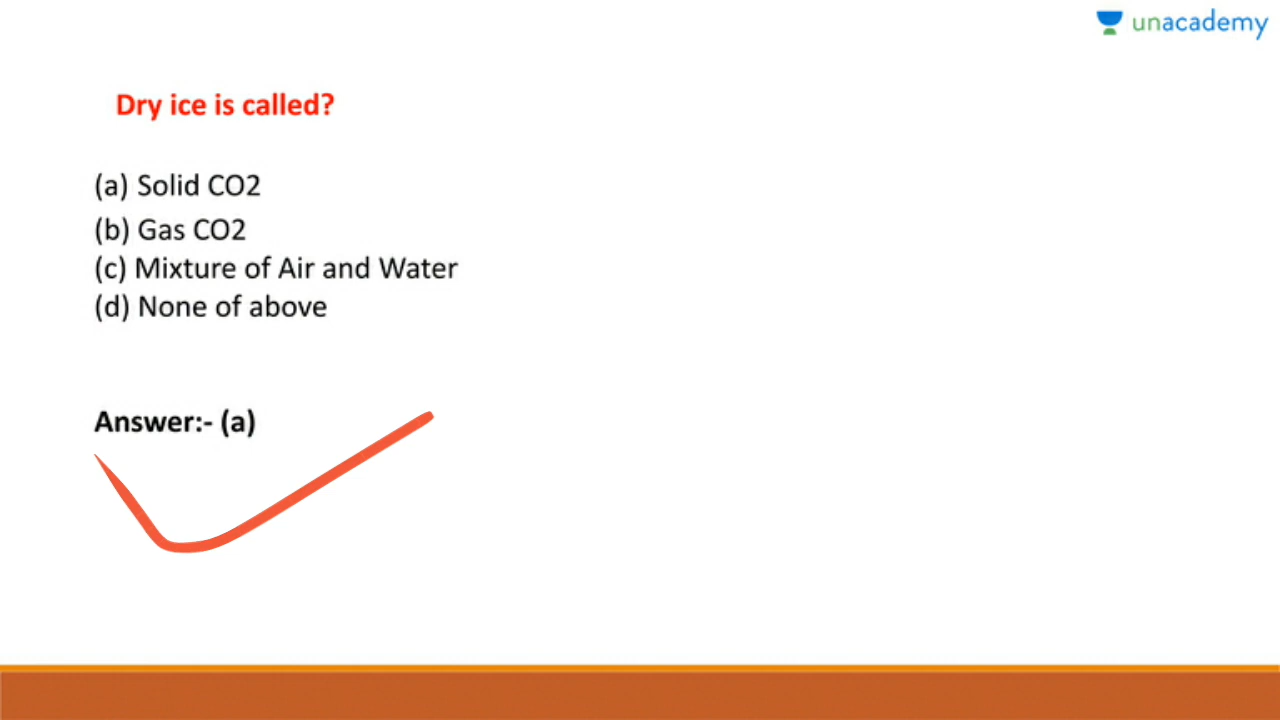 unacademy
Dry ice is called?
(a) Solid CO2
(b) Gas CO2
(c) Mixture of Air and Water
(d) None of above
Answer:- (a)